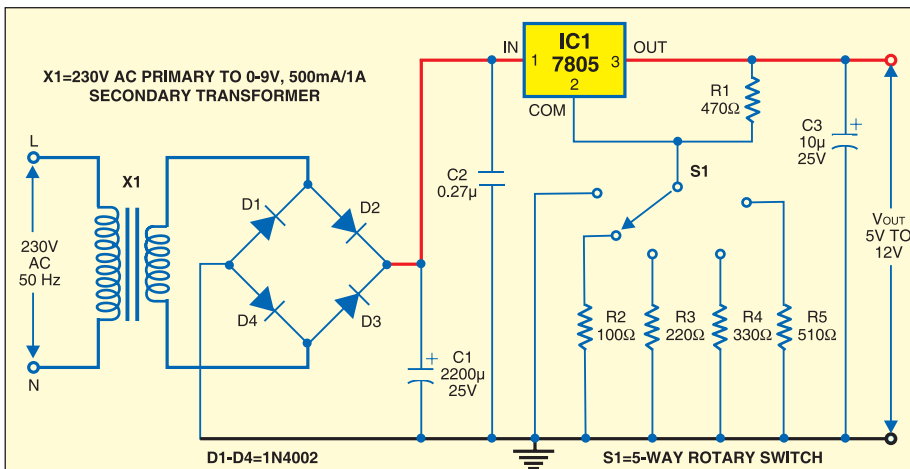 X1=230V AC PRIMARY TO 0-9V, 500mA/1A
SECONDARY TRANSFORMER
IN
1
IC1
7805
2
3
OUT
COM
R1
470Ω
C3
10µ
25V
+
L
X1
230V
AC
50 Hz
N
D1
D2
D4
D3
C2
0.27µ
S1
VOUT
5V TO
12V
C1
2200µ
25V
+
R2
100Ω
R3
220Ω
R4
330Ω
R5
510Ω
D1-D4=1N4002
S1=5-WAY ROTARY SWITCH